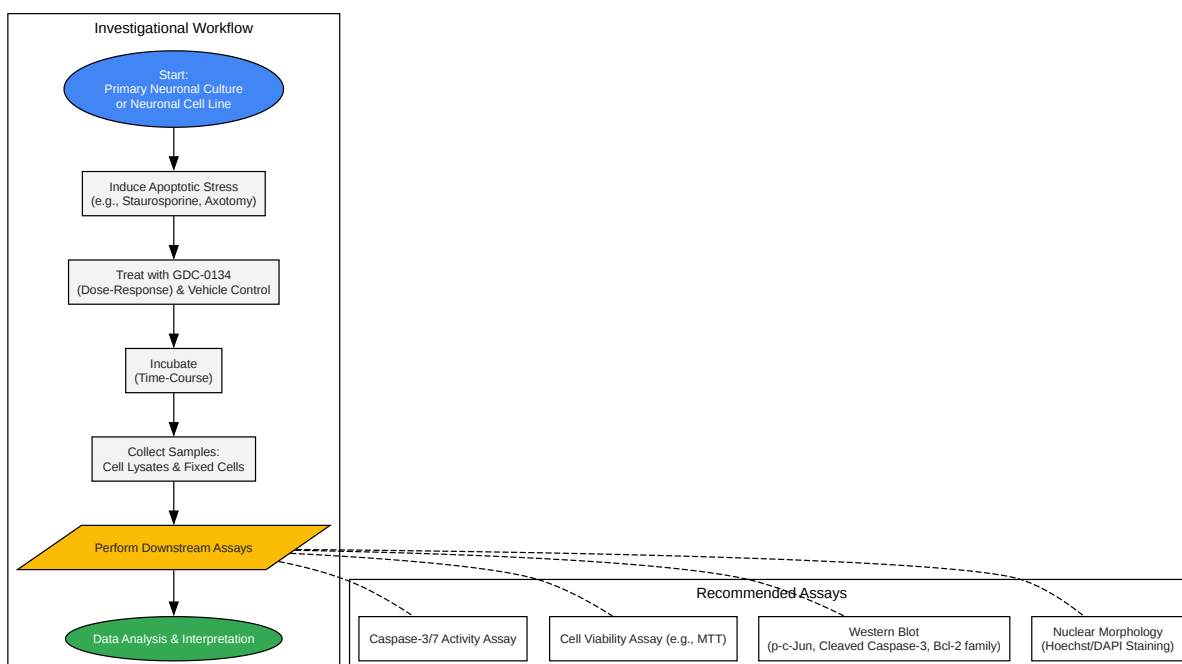 Investigational Workflow
Start:
Primary Neuronal Culture
or Neuronal Cell Line
Induce Apoptotic Stress
(e.g., Staurosporine, Axotomy)
Treat with GDC-0134
(Dose-Response) & Vehicle Control
Incubate
(Time-Course)
Collect Samples:
Cell Lysates & Fixed Cells
Perform Downstream Assays
Data Analysis & Interpretation
Recommended Assays
Caspase-3/7 Activity Assay
Cell Viability Assay (e.g., MTT)
Western Blot
(p-c-Jun, Cleaved Caspase-3, Bcl-2 family)
Nuclear Morphology
(Hoechst/DAPI Staining)